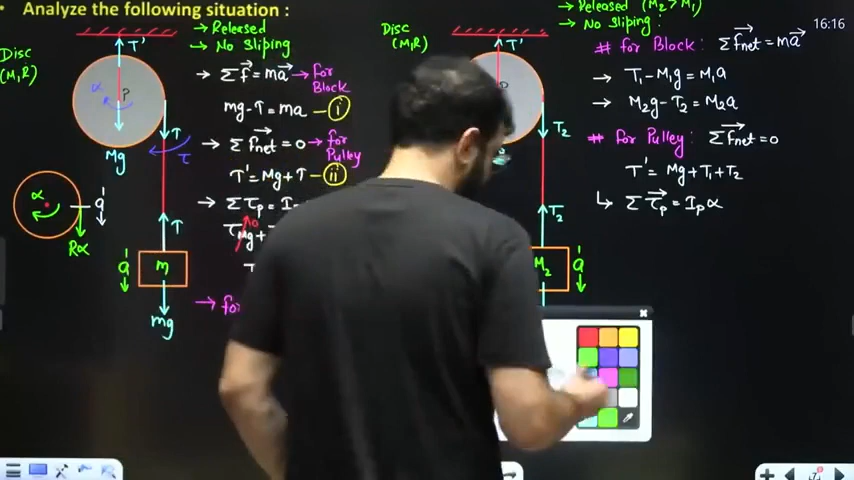 Analyze the following situation :
→ Released
→ No Sliping
Disc
(M,R)
T'
α
P
Mg
T
τ
α
a
Rα
T
a
m
mg
→ Σf = ma → for
Block
mg-T = ma — i
→ ΣFnet = 0 → for
Pulley
T' = Mg+T — ii
→ Στp = I
τMg+
0
→ for
→ Released (M2>M1)
→ No Sliping:
16:16
Disc
(M,R)
T'
T2
T2
M2
a
# for Block: ΣFnet = ma
→ T1-M1g = M1a
→ M2g-T2 = M2a
# for Pulley: ΣFnet = 0
T' = Mg+T1+T2
↳ Στp = Ipα